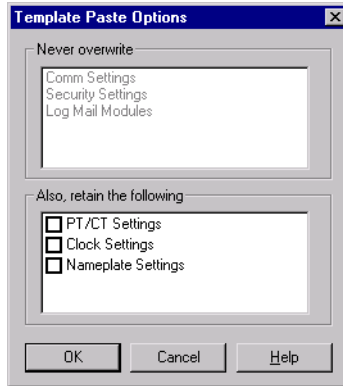 Template Paste Options
Never overwrite
Comm Settings
Security Settings
Log Mail Modules
Also, retain the following
PT/CT Settings
Clock Settings
Nameplate Settings
OK Cancel Help